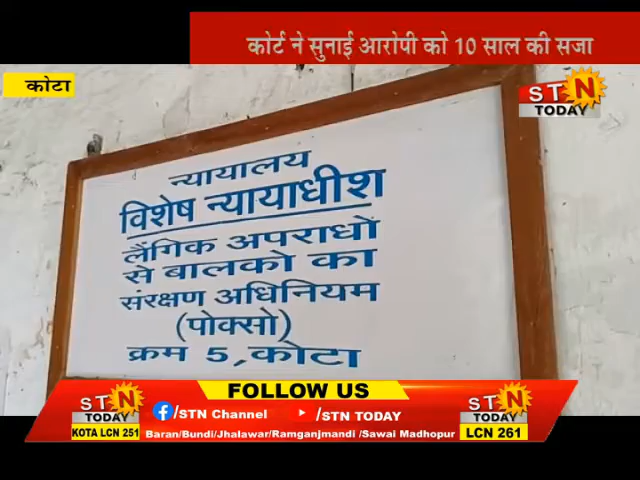 कोर्ट ने सुनाई आरोपी को 10 साल की सजा
कोटा
STN
TODAY
न्यायालय
विशेष न्यायाधीश
लैंगिक अपराधों
से बालको का
संरक्षण अधिनियम
(पोक्सो)
क्रम 5, कोटा
FOLLOW US
STN
TODAY
KOTA LCN 251
f/STN Channel
/STN TODAY
Baran/Bundi/Jhalawar/Ramganjmandi /Sawai Madhopur
STN
TODAY
LCN 261